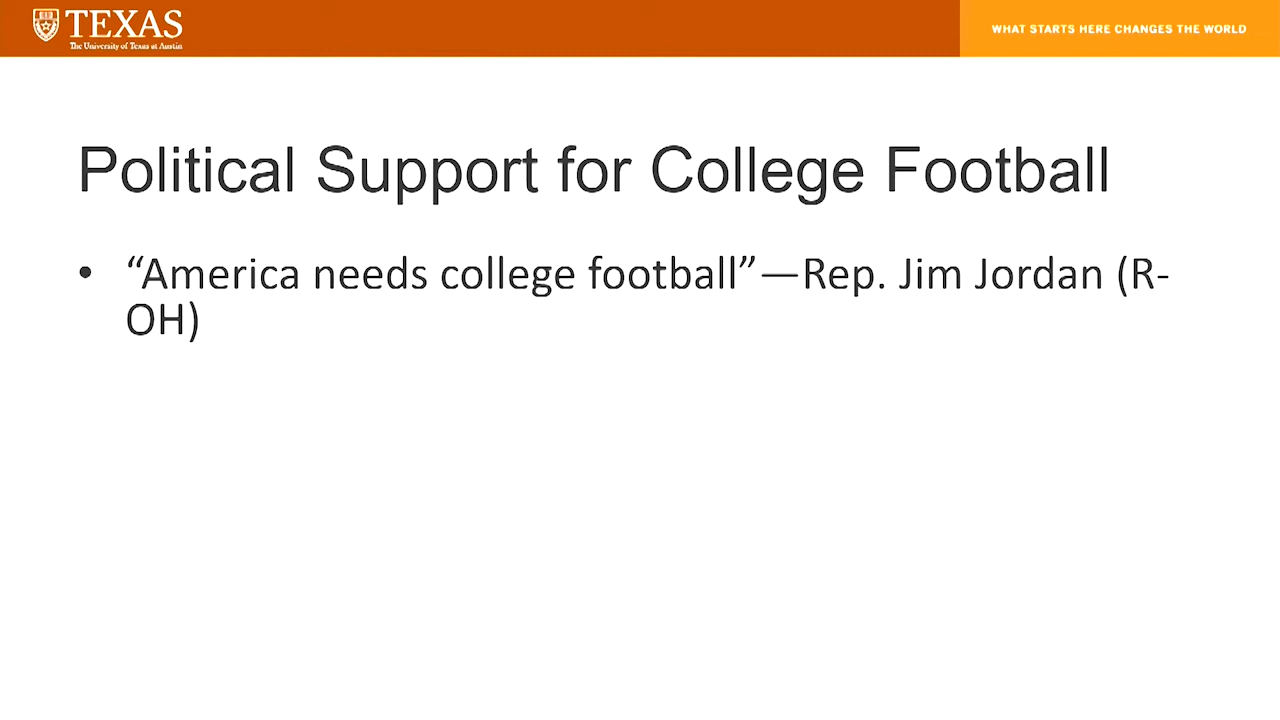 TEXAS
The University of Texas at Austin
WHAT STARTS HERE CHANGES THE WORLD
Political Support for College Football
• “America needs college football”—Rep. Jim Jordan (R-
OH)